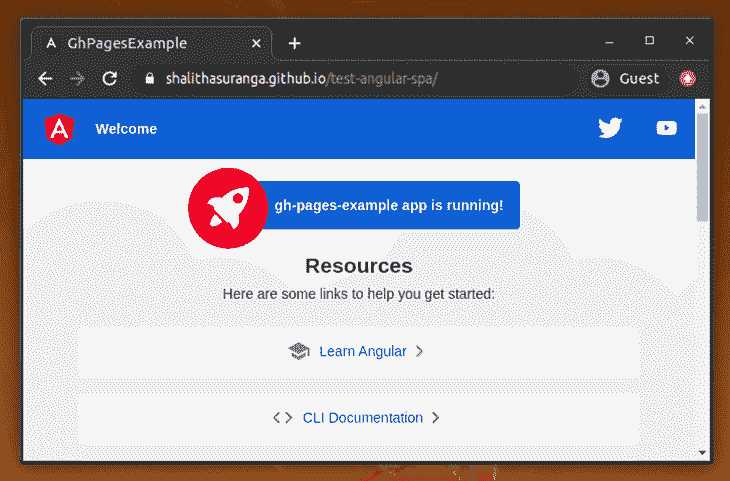 GhPagesExample
shalithasuranga.github.io/test-angular-spa/
Guest
Welcome
gh-pages-example app is running!
Resources
Here are some links to help you get started:
Learn Angular
CLI Documentation